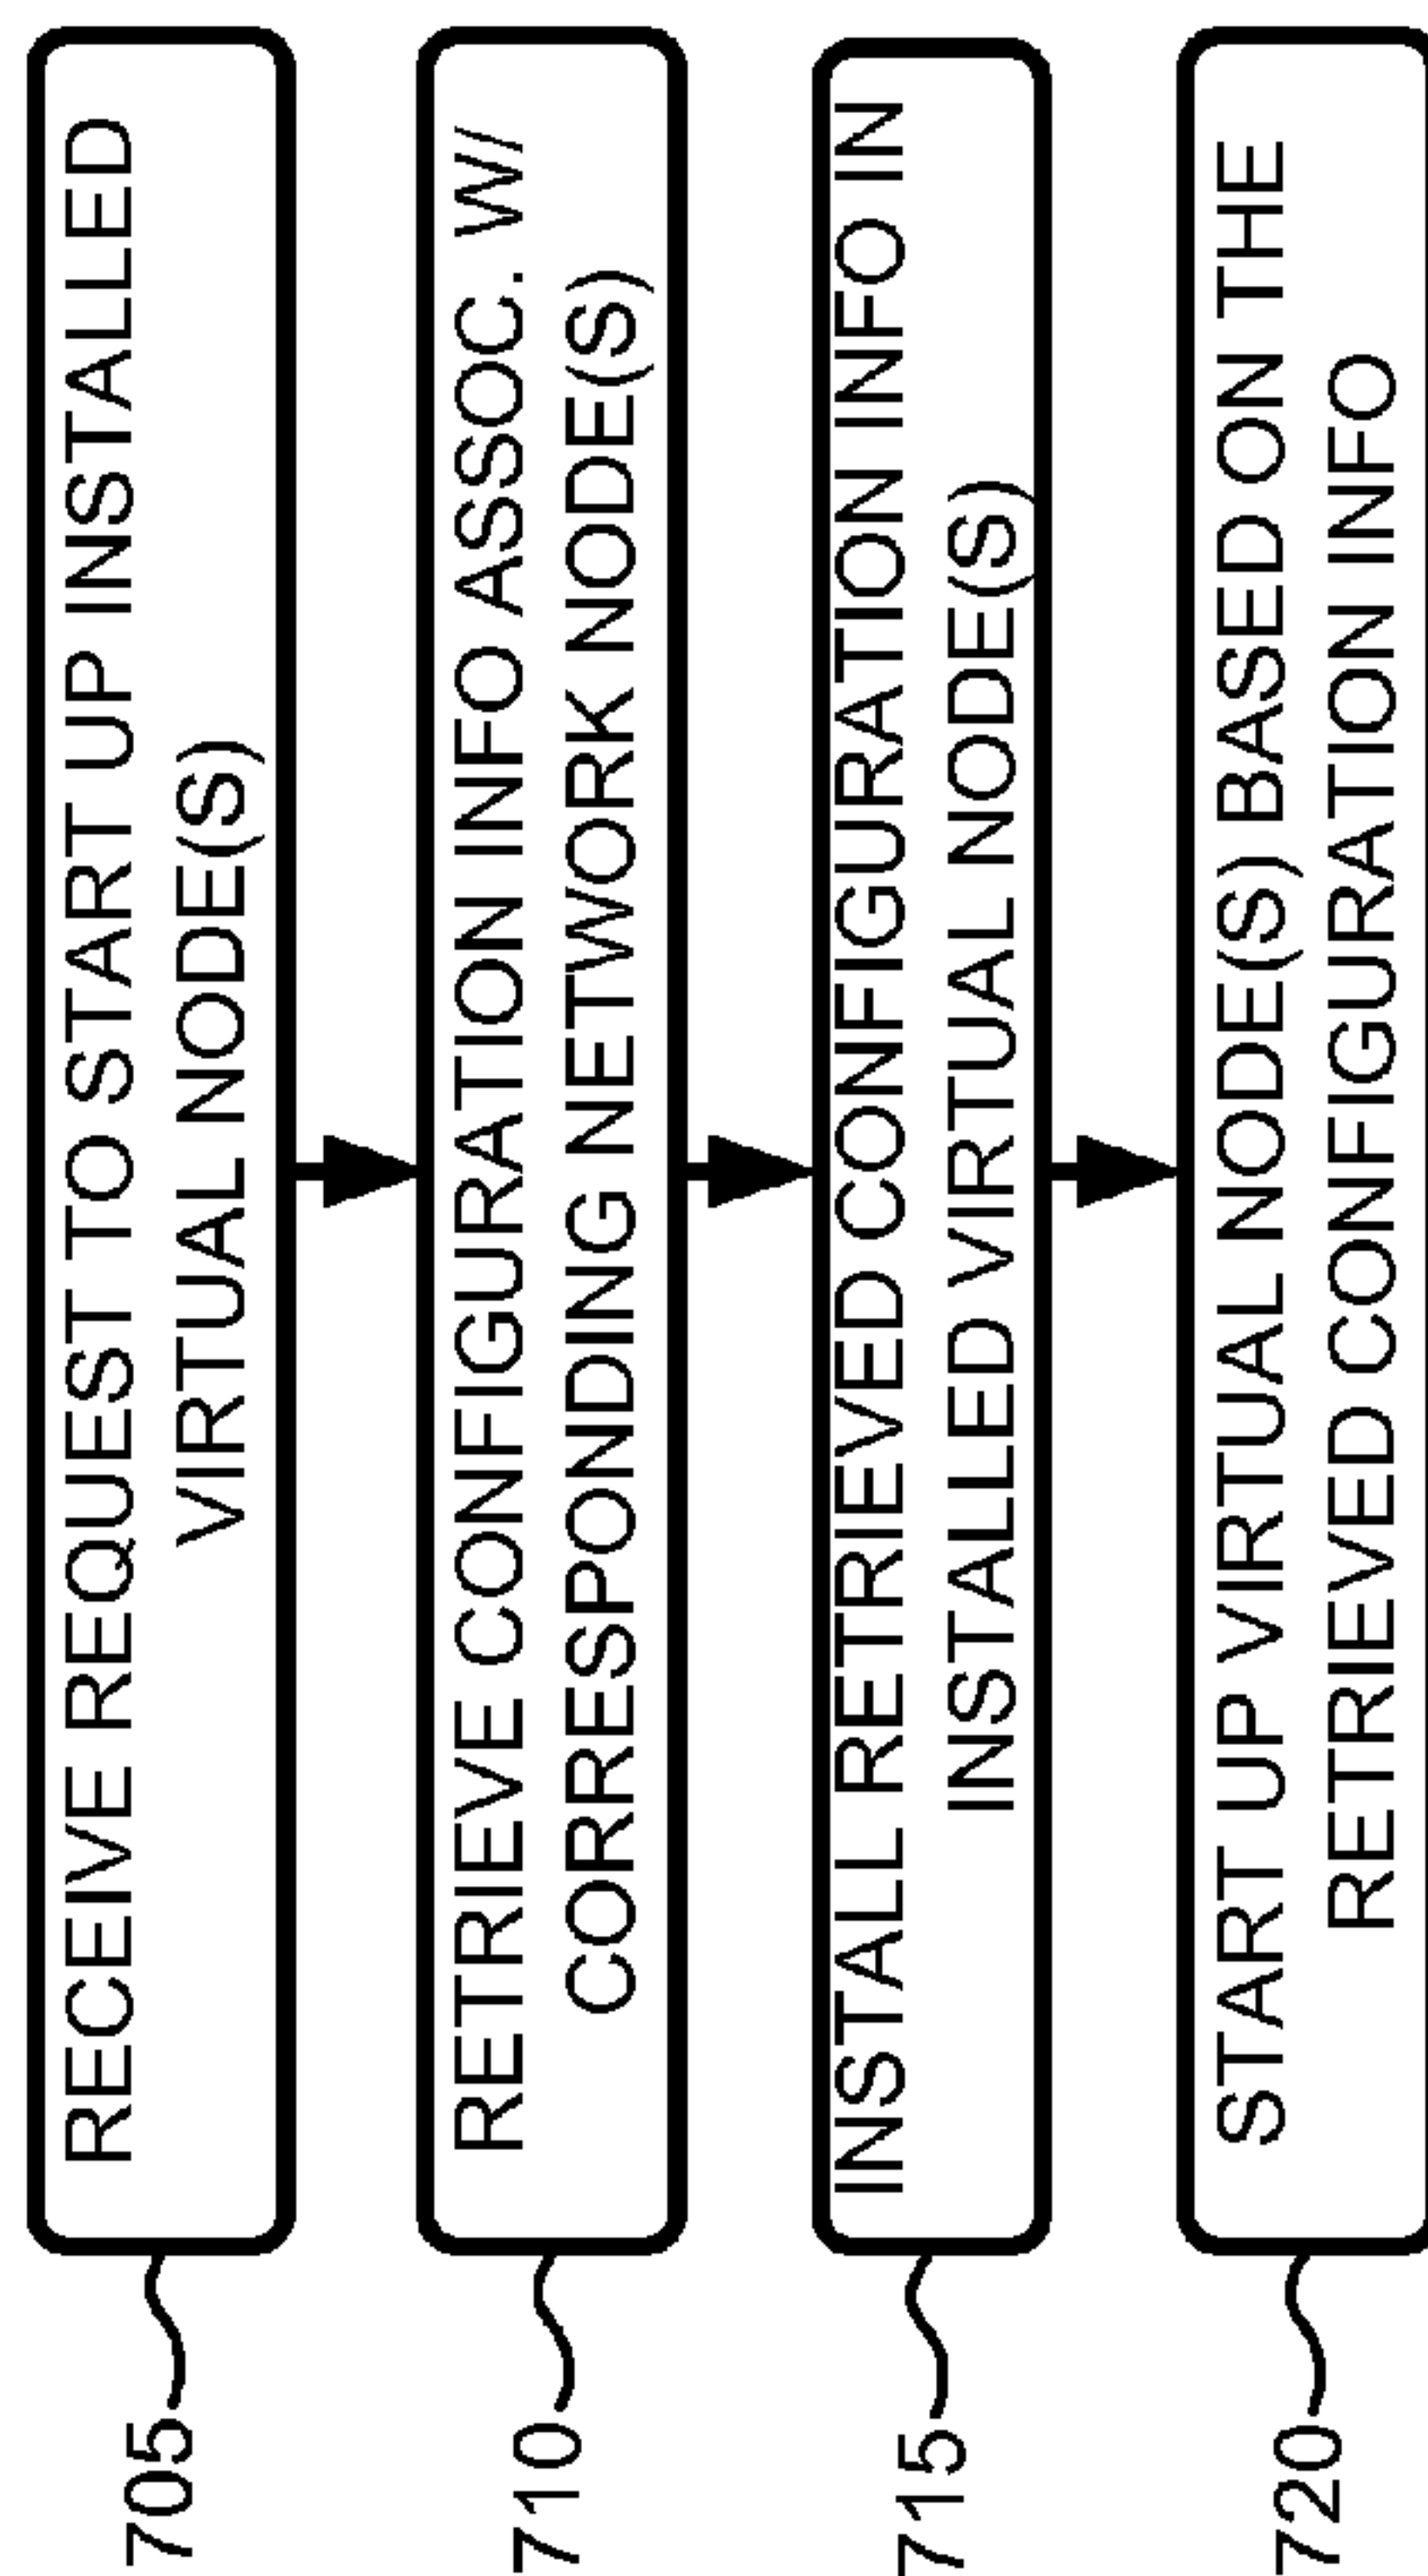 705
RECEIVE REQUEST TO START UP INSTALLED
VIRTUAL NODE(S)
710
RETRIEVE CONFIGURATION INFO ASSOC. W/
CORRESPONDING NETWORK NODE(S)
715
INSTALL RETRIEVED CONFIGURATION INFO IN
INSTALLED VIRTUAL NODE(S)
720
START UP VIRTUAL NODE(S) BASED ON THE
RETRIEVED CONFIGURATION INFO